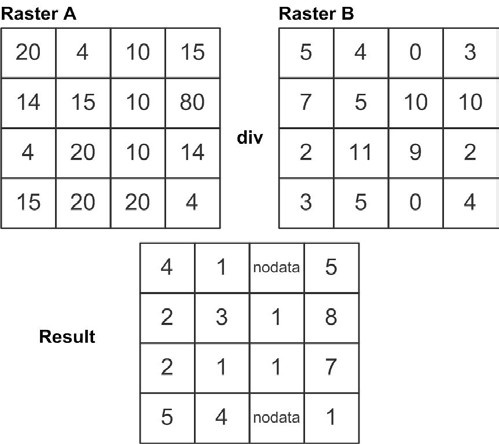 Raster A Raster B
20 4 10 15 5 4 0 3
14 15 10 80 7 5 10 10
div
4 20 10 14 2 11 9 2
15 20 20 4 3 5 0 4
4 1 nodata 5
2 3 1 8
Result
2 1 1 7
5 4 nodata 1